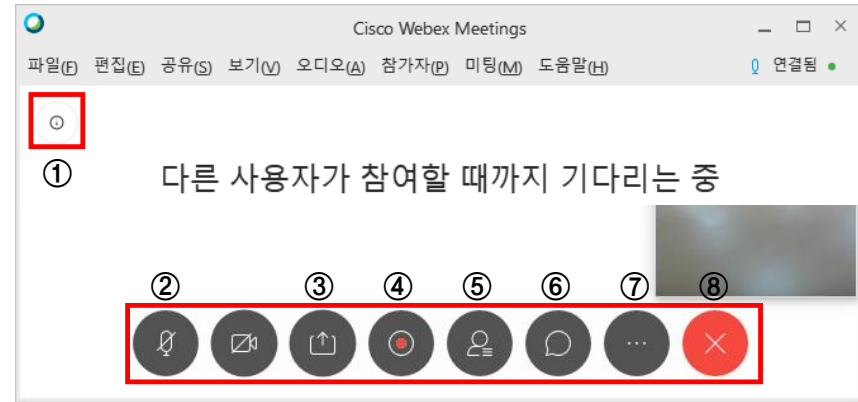 Cisco Webex Meetings
파일(F) 편집(E) 공유(S) 보기(V) 오디오(A) 참가자(P) 미팅(M) 도움말(H) 연결됨
①
다른 사용자가 참여할 때까지 기다리는 중
② ③ ④ ⑤ ⑥ ⑦ ⑧